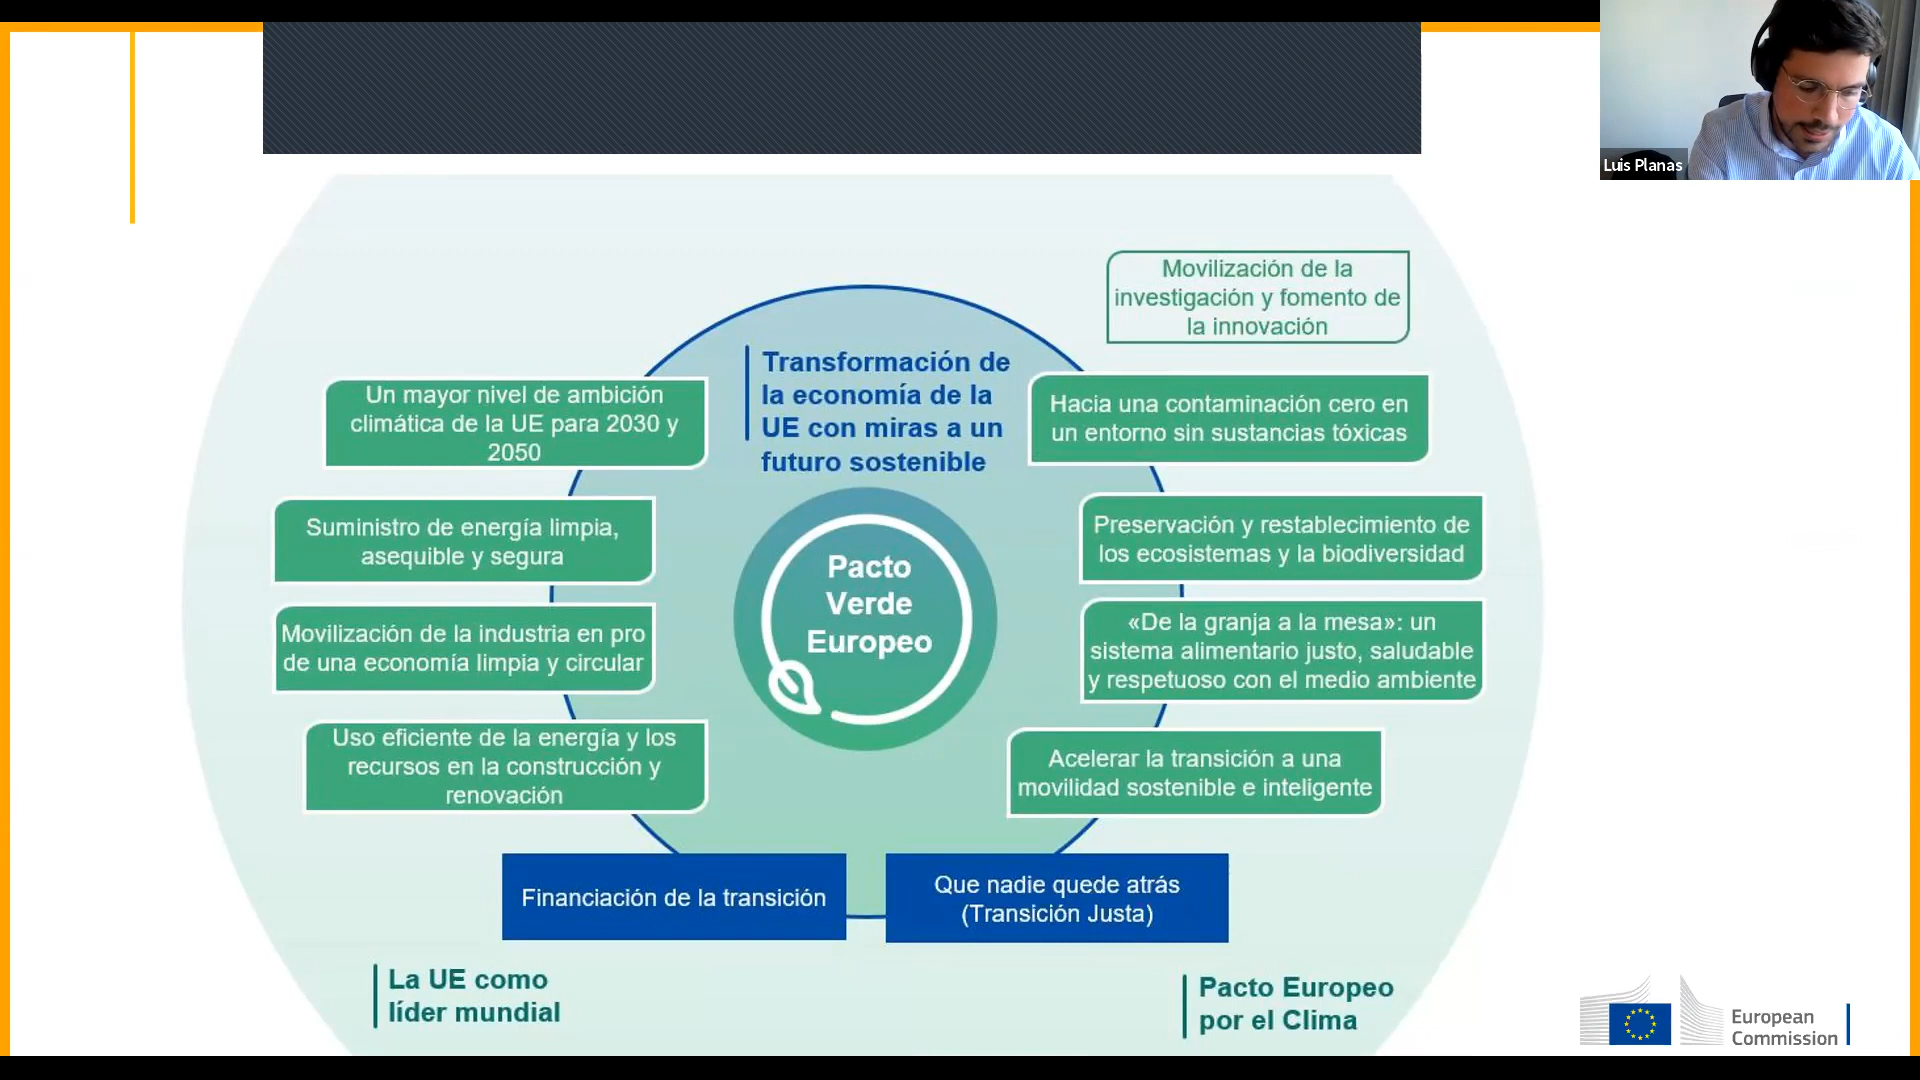 Luis Planas
Movilización de la
investigación y fomento de
la innovación
Transformación de
la economía de la
UE con miras a un
futuro sostenible
Un mayor nivel de ambición
climática de la UE para 2030 y
2050
Hacia una contaminación cero en
un entorno sin sustancias tóxicas
Suministro de energía limpia,
asequible y segura
Preservación y restablecimiento de
los ecosistemas y la biodiversidad
Pacto
Verde
Europeo
Movilización de la industria en pro
de una economía limpia y circular
«De la granja a la mesa»: un
sistema alimentario justo, saludable
y respetuoso con el medio ambiente
Uso eficiente de la energía y los
recursos en la construcción y
renovación
Acelerar la transición a una
movilidad sostenible e inteligente
Financiación de la transición
Que nadie quede atrás
(Transición Justa)
La UE como
líder mundial
Pacto Europeo
por el Clima
European
Commission